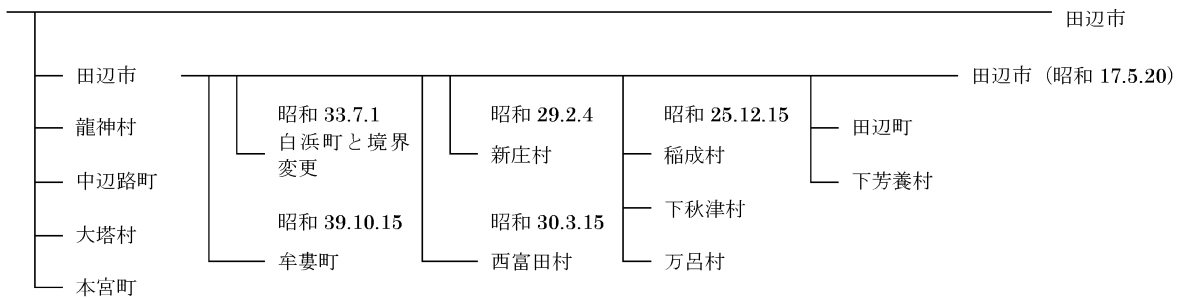 田辺市
田辺市
田辺市（昭和 17.5.20）
昭和 33.7.1
白浜町と境界
変更
昭和 29.2.4
昭和 25.12.15
龍神村
田辺町
新庄村
稲成村
中辺路町
下芳養村
下秋津村
昭和 39.10.15
昭和 30.3.15
大塔村
牟婁町
西富田村
万呂村
本宮町